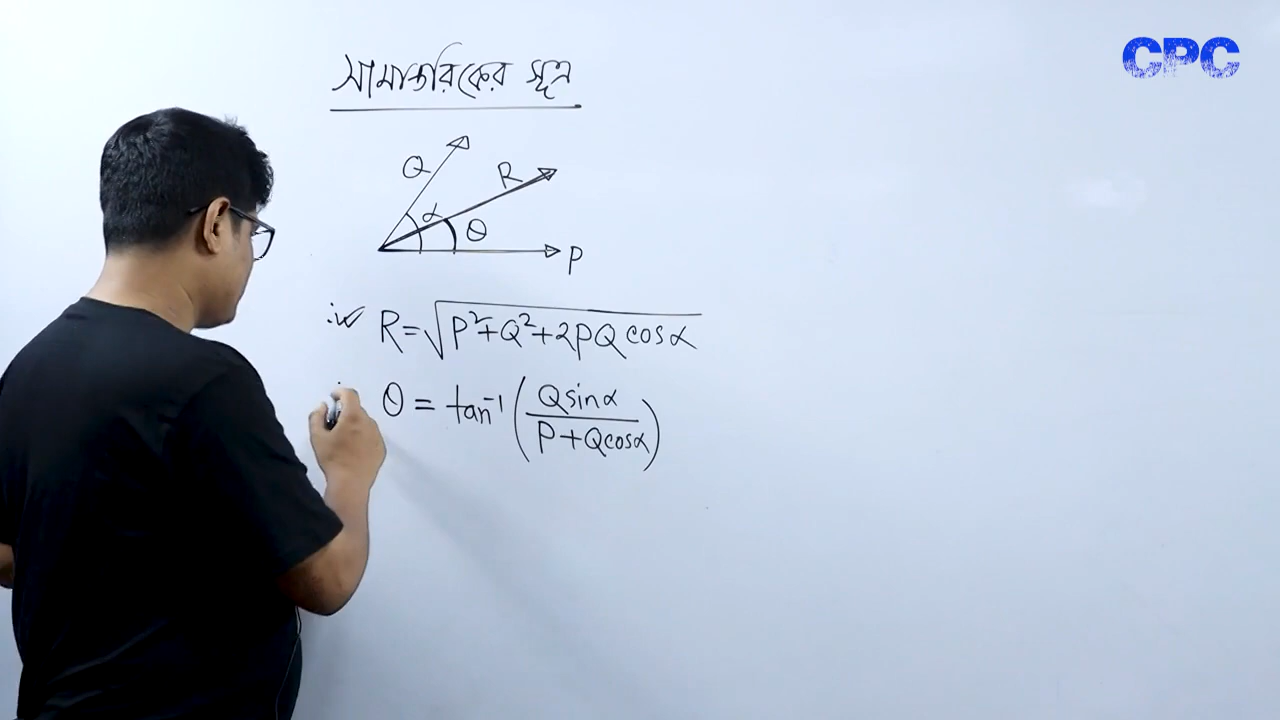 CPC
সামান্তরিকের সূত্র
Q
R
α
θ
P
R=√P²+Q²+2PQ cosα
θ = tan⁻¹ (Qsinα / P+Qcosα)